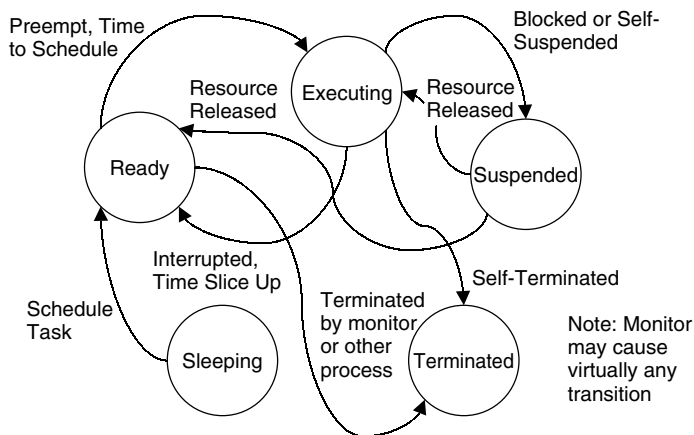 Preempt, Time
to Schedule
Blocked or Self-
Suspended
Executing
Resource
Released
Resource
Released
Ready
Suspended
Interrupted,
Time Slice Up
Schedule
Task
Self-Terminated
Terminated
by monitor
or other
process
Sleeping
Terminated
Note: Monitor
may cause
virtually any
transition